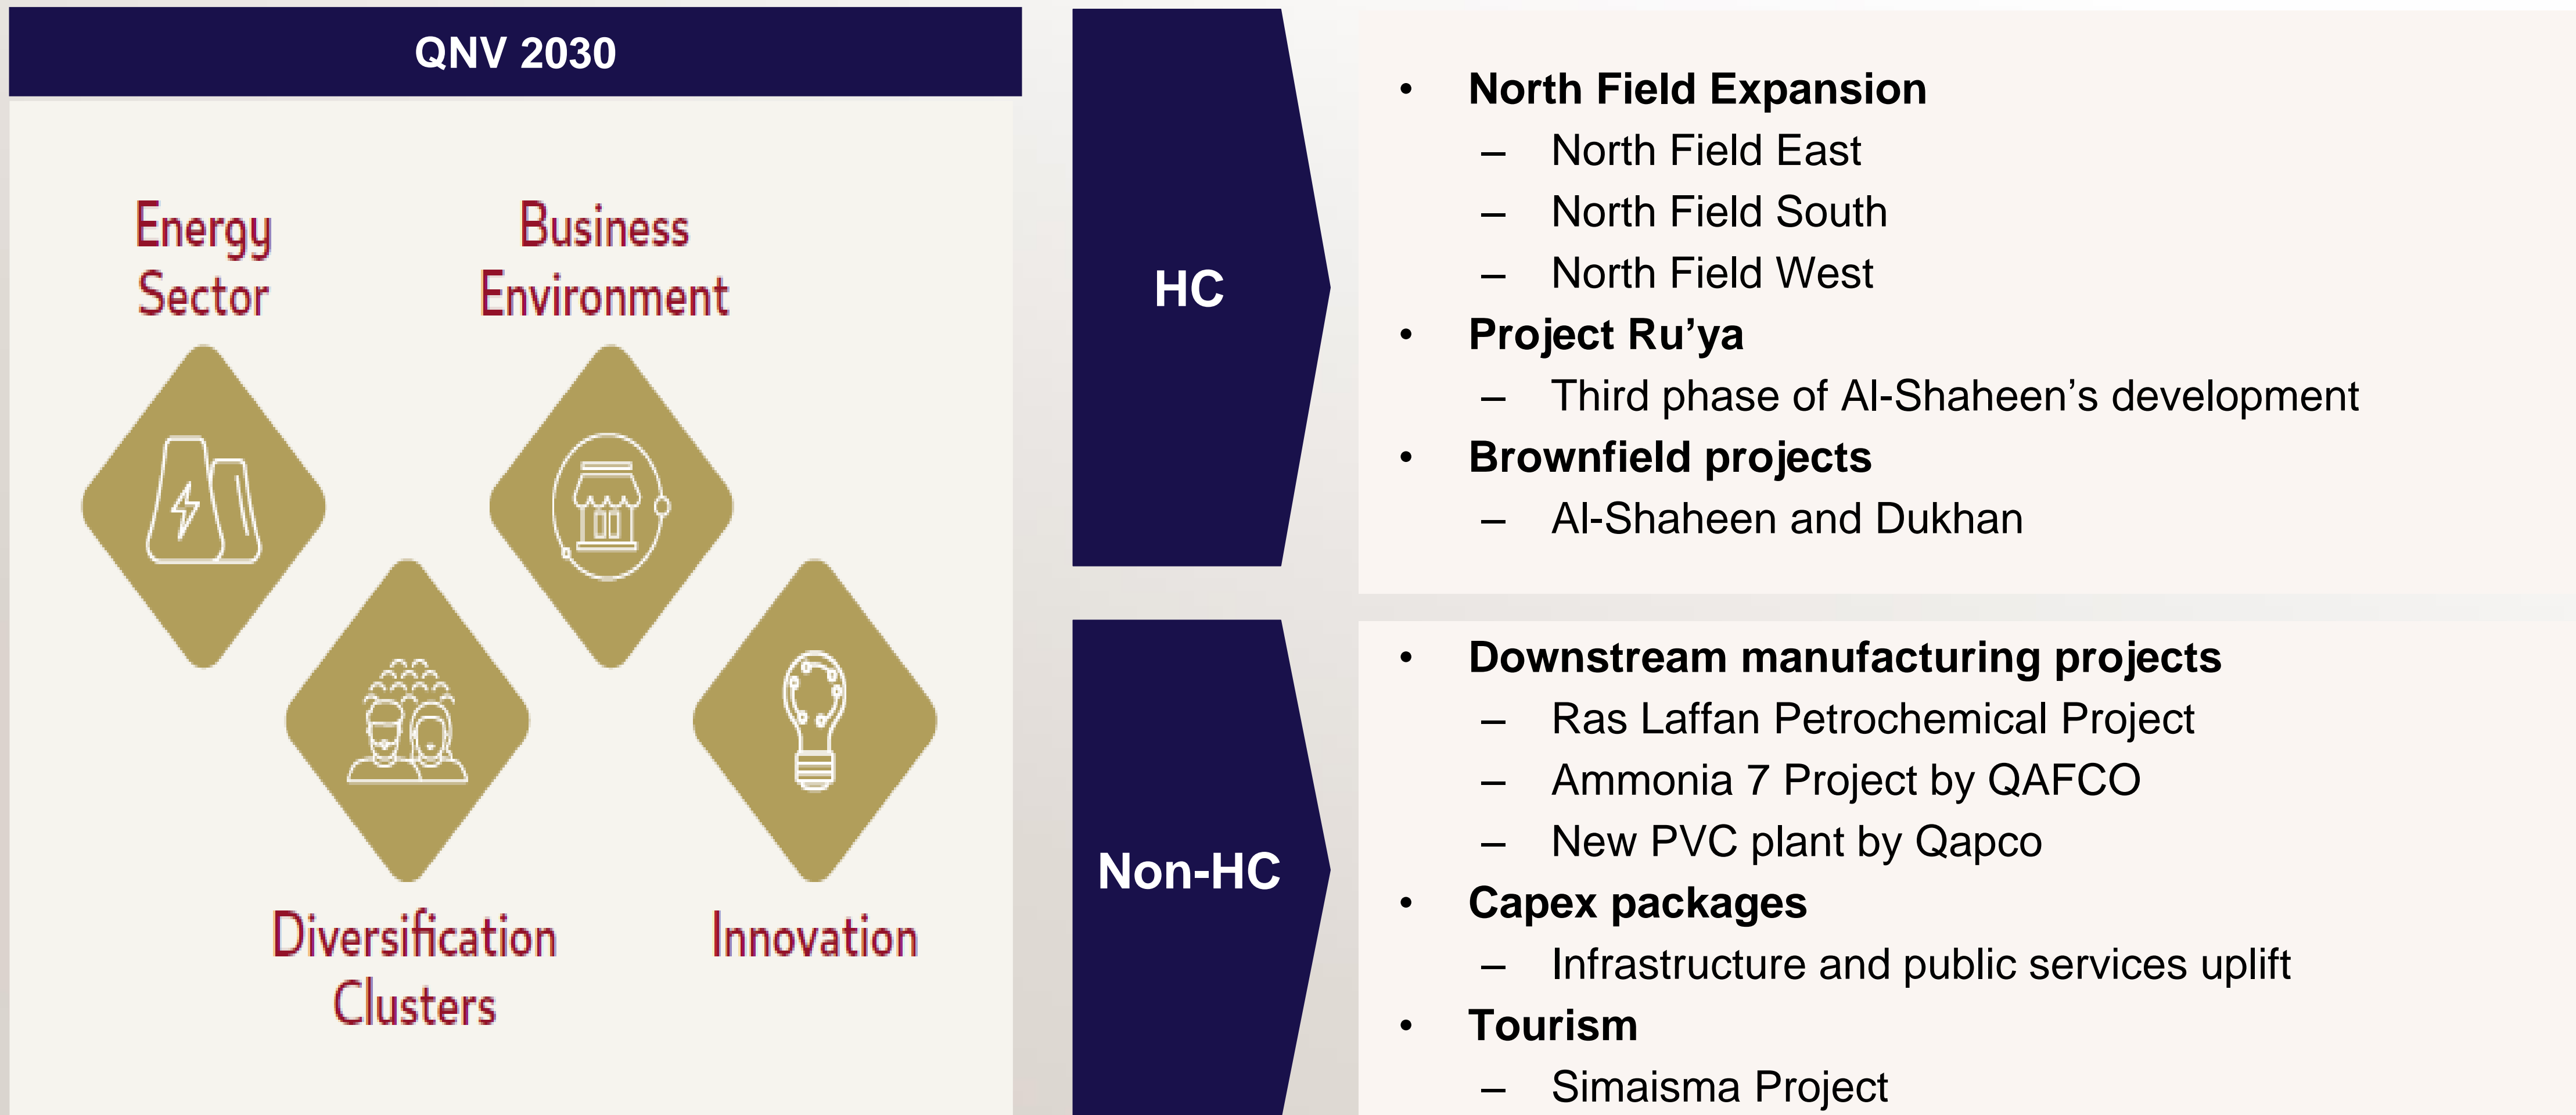 QNV 2030
Energy
Sector
Business
Environment
Diversification
Clusters
Innovation
HC
• North Field Expansion
– North Field East
– North Field South
– North Field West
• Project Ru’ya
– Third phase of Al-Shaheen’s development
• Brownfield projects
– Al-Shaheen and Dukhan
Non-HC
• Downstream manufacturing projects
– Ras Laffan Petrochemical Project
– Ammonia 7 Project by QAFCO
– New PVC plant by Qapco
• Capex packages
– Infrastructure and public services uplift
• Tourism
– Simaisma Project